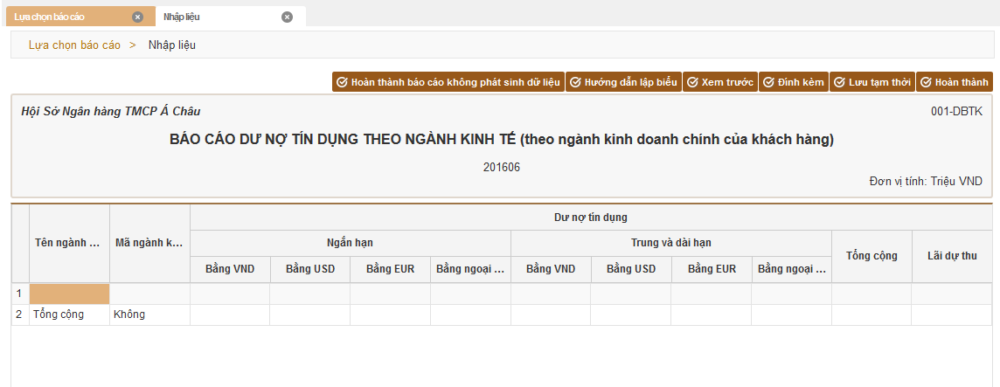 Lựa chọn báo cáo Nhập liệu
Lựa chọn báo cáo > Nhập liệu
Hoàn thành báo cáo không phát sinh dữ liệu Hướng dẫn lập biểu Xem trước Đính kèm Lưu tạm thời Hoàn thành
Hội Sở Ngân hàng TMCP Á Châu 001-DBTK
BÁO CÁO DƯ NỢ TÍN DỤNG THEO NGÀNH KINH TẾ (theo ngành kinh doanh chính của khách hàng)
201606
Đơn vị tính: Triệu VND
Dư nợ tín dụng
Tên ngành ... Mã ngành k... Ngắn hạn Trung và dài hạn Tổng cộng Lãi dự thu
Bằng VND Bằng USD Bằng EUR Bằng ngoại ... Bằng VND Bằng USD Bằng EUR Bằng ngoại ...
1
2 Tổng cộng Không